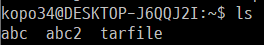 kopo34@DESKTOP-J6QQJ2I:~$ ls
abc  abc2  tarfile